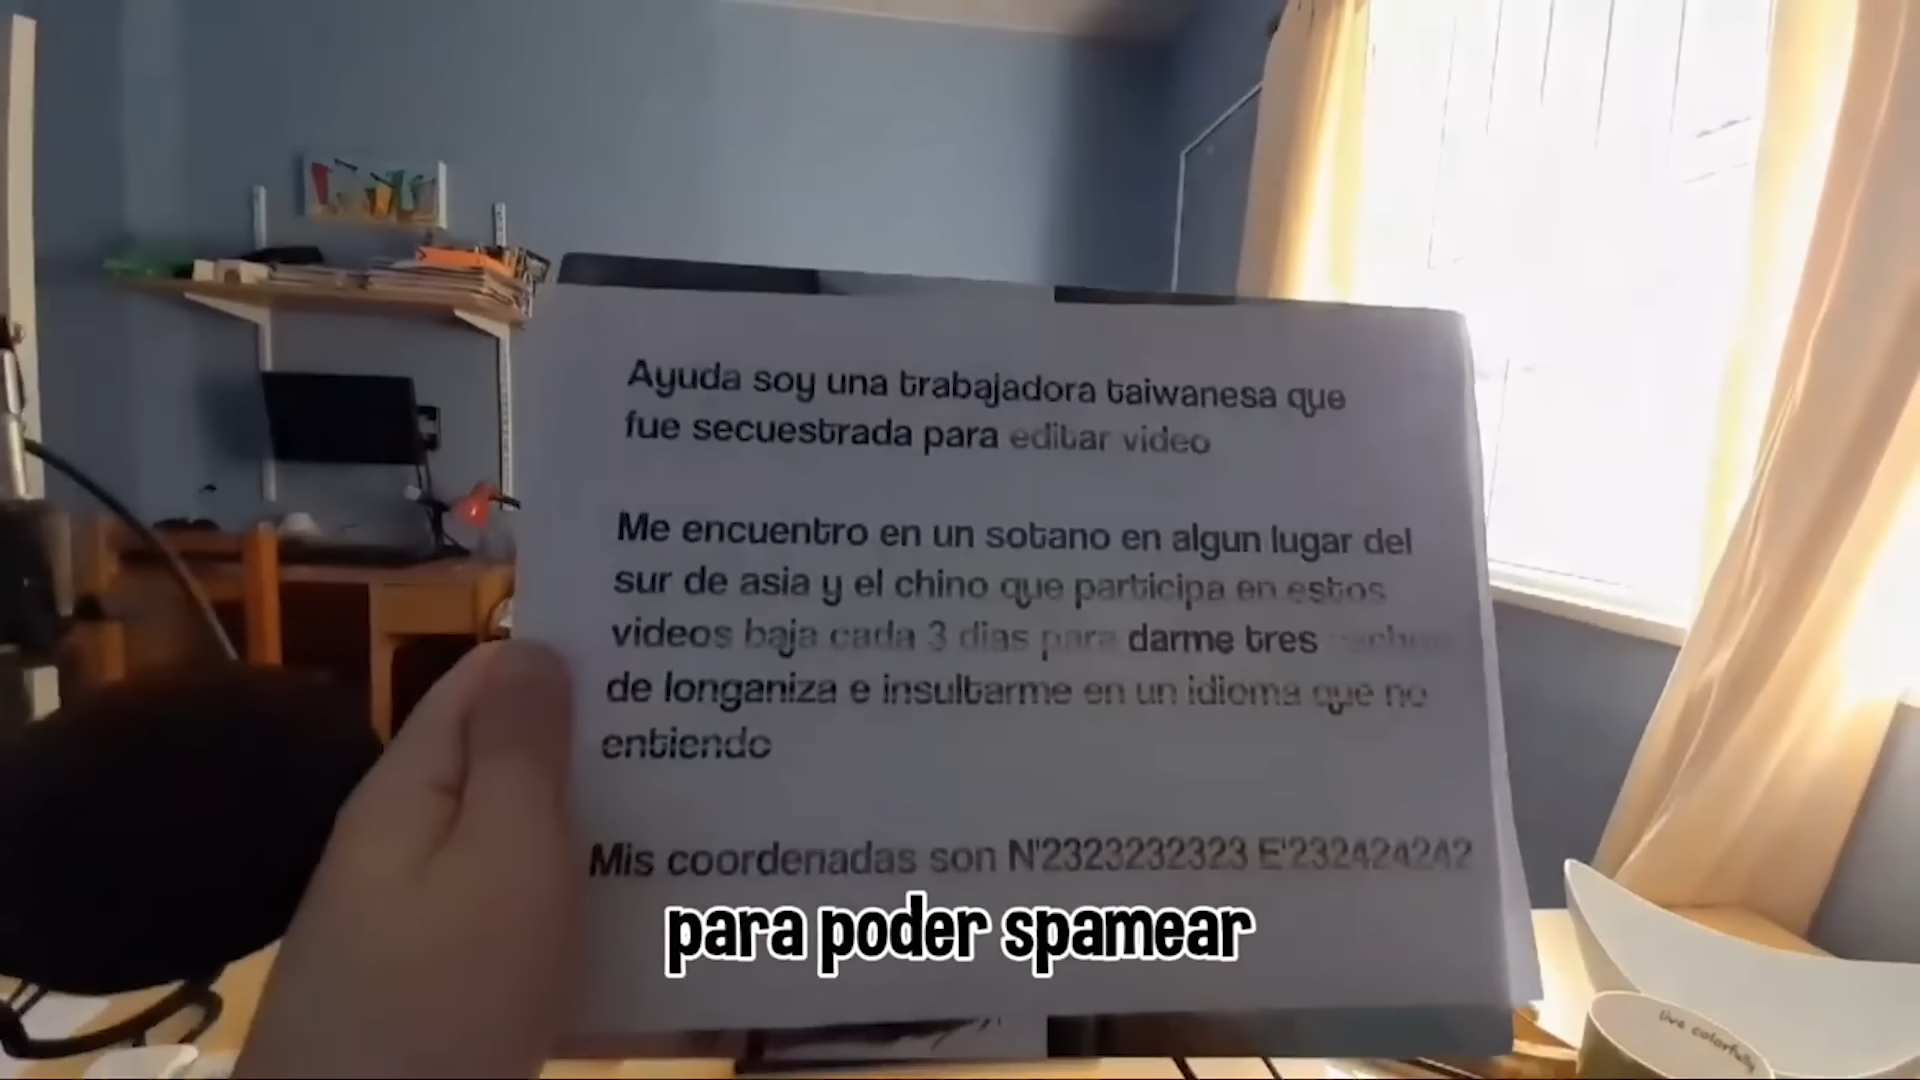 Ayuda soy una trabajadora taiwanesa que
fue secuestrada para editar video
Me encuentro en un sotano en algun lugar del
sur de asia y el chino que participa en estos
videos baja cada 3 dias para darme tres
de longaniza e insultarme en un idioma que no
entiendo
Mis coordenadas son N'2323232323 E'232424242
para poder spamear
live colorfully